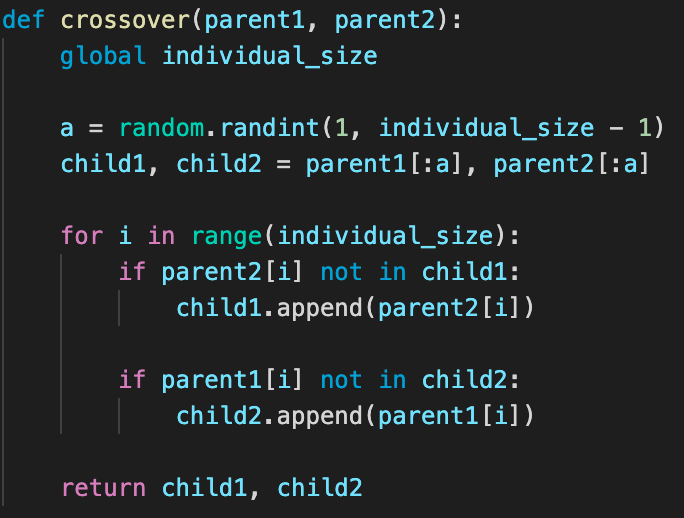 def crossover(parent1, parent2):
    global individual_size

    a = random.randint(1, individual_size - 1)
    child1, child2 = parent1[:a], parent2[:a]

    for i in range(individual_size):
        if parent2[i] not in child1:
            child1.append(parent2[i])

        if parent1[i] not in child2:
            child2.append(parent1[i])

    return child1, child2